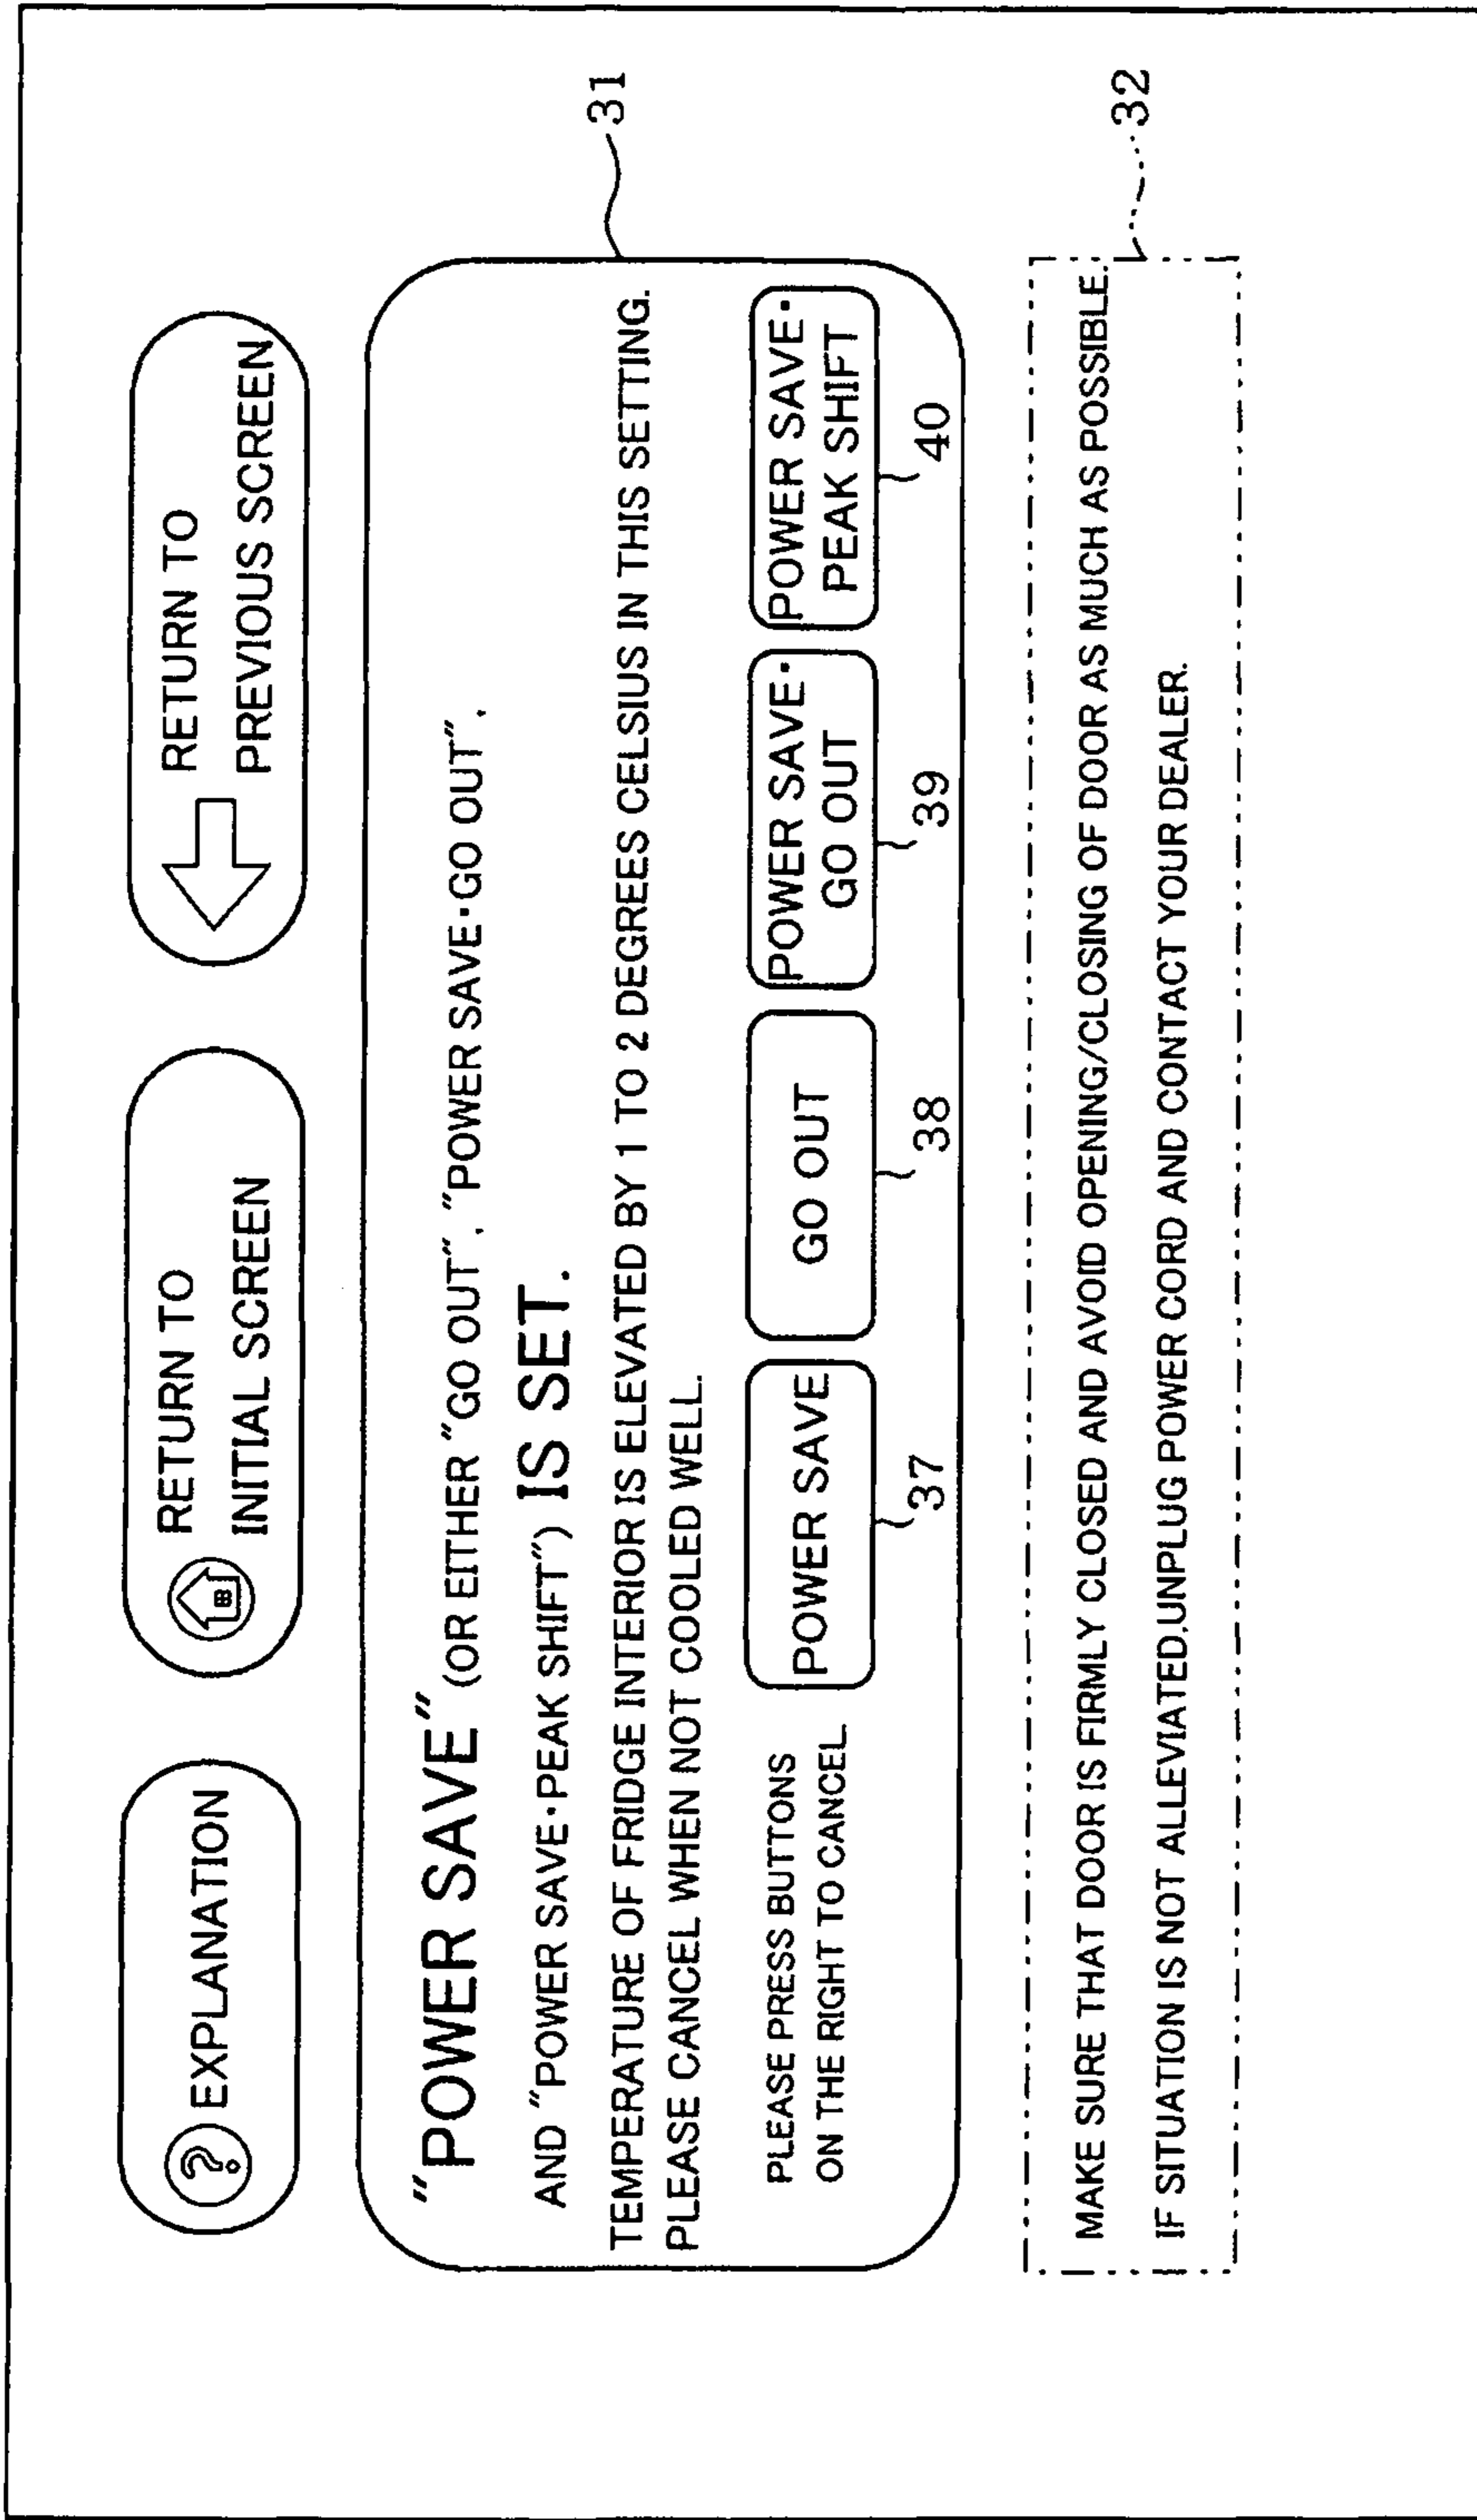 ? EXPLANATION
RETURN TO
INITIAL SCREEN
RETURN TO
PREVIOUS SCREEN
"POWER SAVE" (OR EITHER "GO OUT", "POWER SAVE·GO OUT",
AND "POWER SAVE·PEAK SHIFT") IS SET.
TEMPERATURE OF FRIDGE INTERIOR IS ELEVATED BY 1 TO 2 DEGREES CELSIUS IN THIS SETTING.
PLEASE CANCEL WHEN NOT COOLED WELL.
31
PLEASE PRESS BUTTONS
ON THE RIGHT TO CANCEL
POWER SAVE
37
GO OUT
38
POWER SAVE·
GO OUT
39
POWER SAVE·
PEAK SHIFT
40
MAKE SURE THAT DOOR IS FIRMLY CLOSED AND AVOID OPENING/CLOSING OF DOOR AS MUCH AS POSSIBLE.
IF SITUATION IS NOT ALLEVIATED,UNPLUG POWER CORD AND CONTACT YOUR DEALER.
32